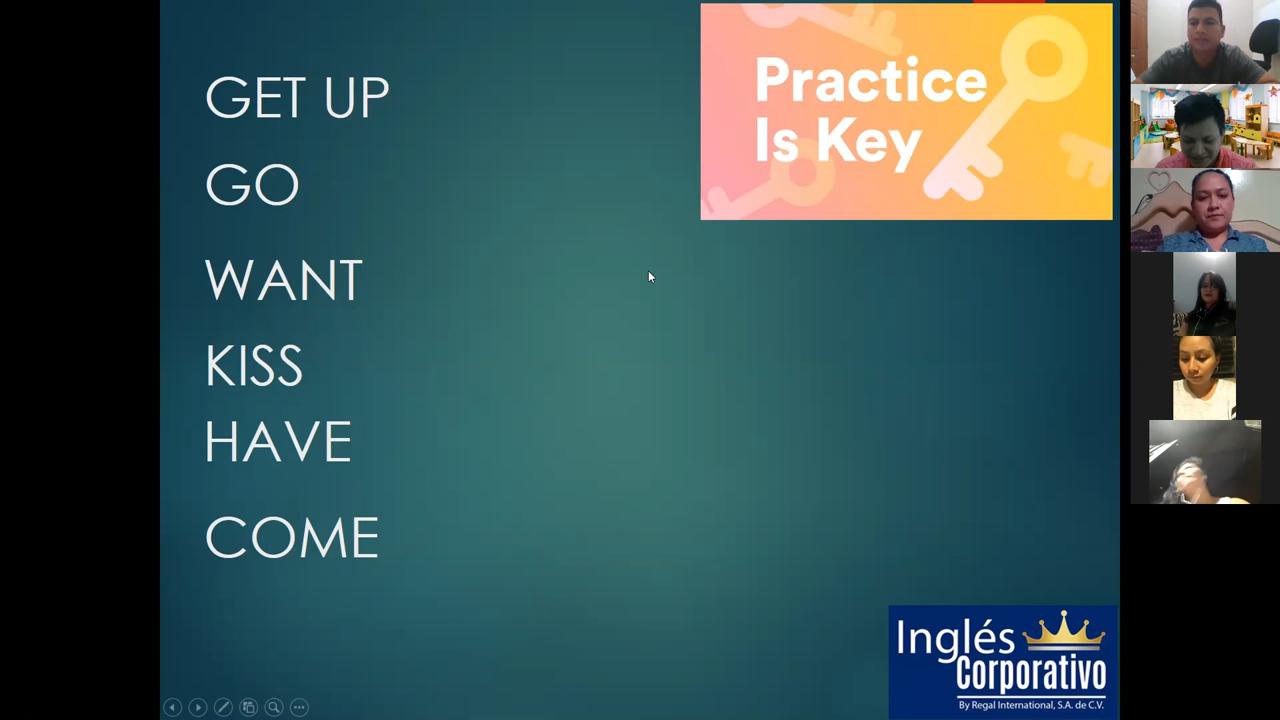 GET UP
GO
WANT
KISS
HAVE
COME
Practice
Is Key
Inglés
Corporativo
By Regal International, S.A. de C.V.